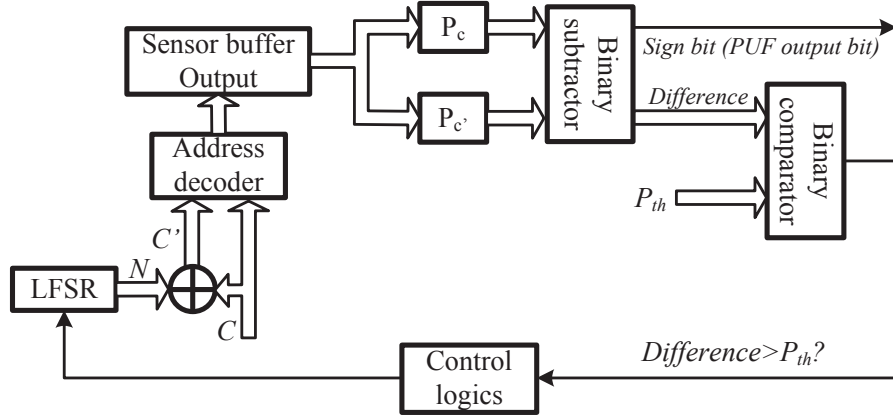 Sensor buffer
Output
P_c
P_c'
Binary
subtractor
Sign bit (PUF output bit)
Difference
Binary
comparator
P_th
Address
decoder
C'
N
LFSR
C
Control
logics
Difference>P_th?